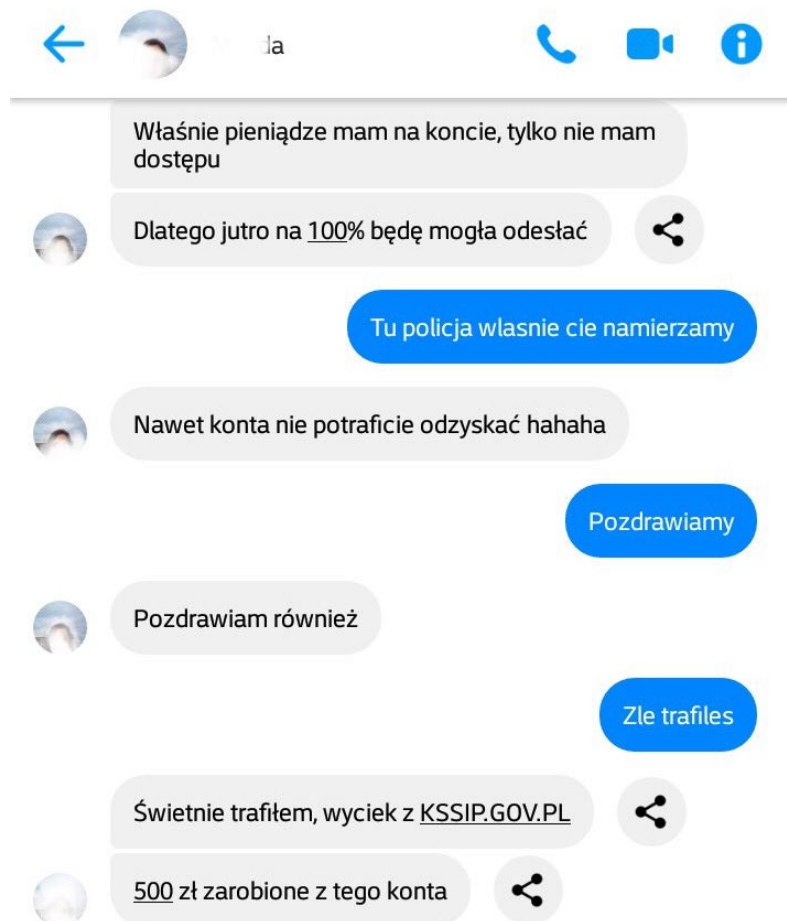 Właśnie pieniądze mam na koncie, tylko nie mam
dostępu
Dlatego jutro na 100% będę mogła odesłać
Tu policja wlasnie cie namierzamy
Nawet konta nie potraficie odzyskać hahaha
Pozdrawiamy
Pozdrawiam również
Zle trafiles
Świetnie trafiłem, wyciek z KSSIP.GOV.PL
500 zł zarobione z tego konta